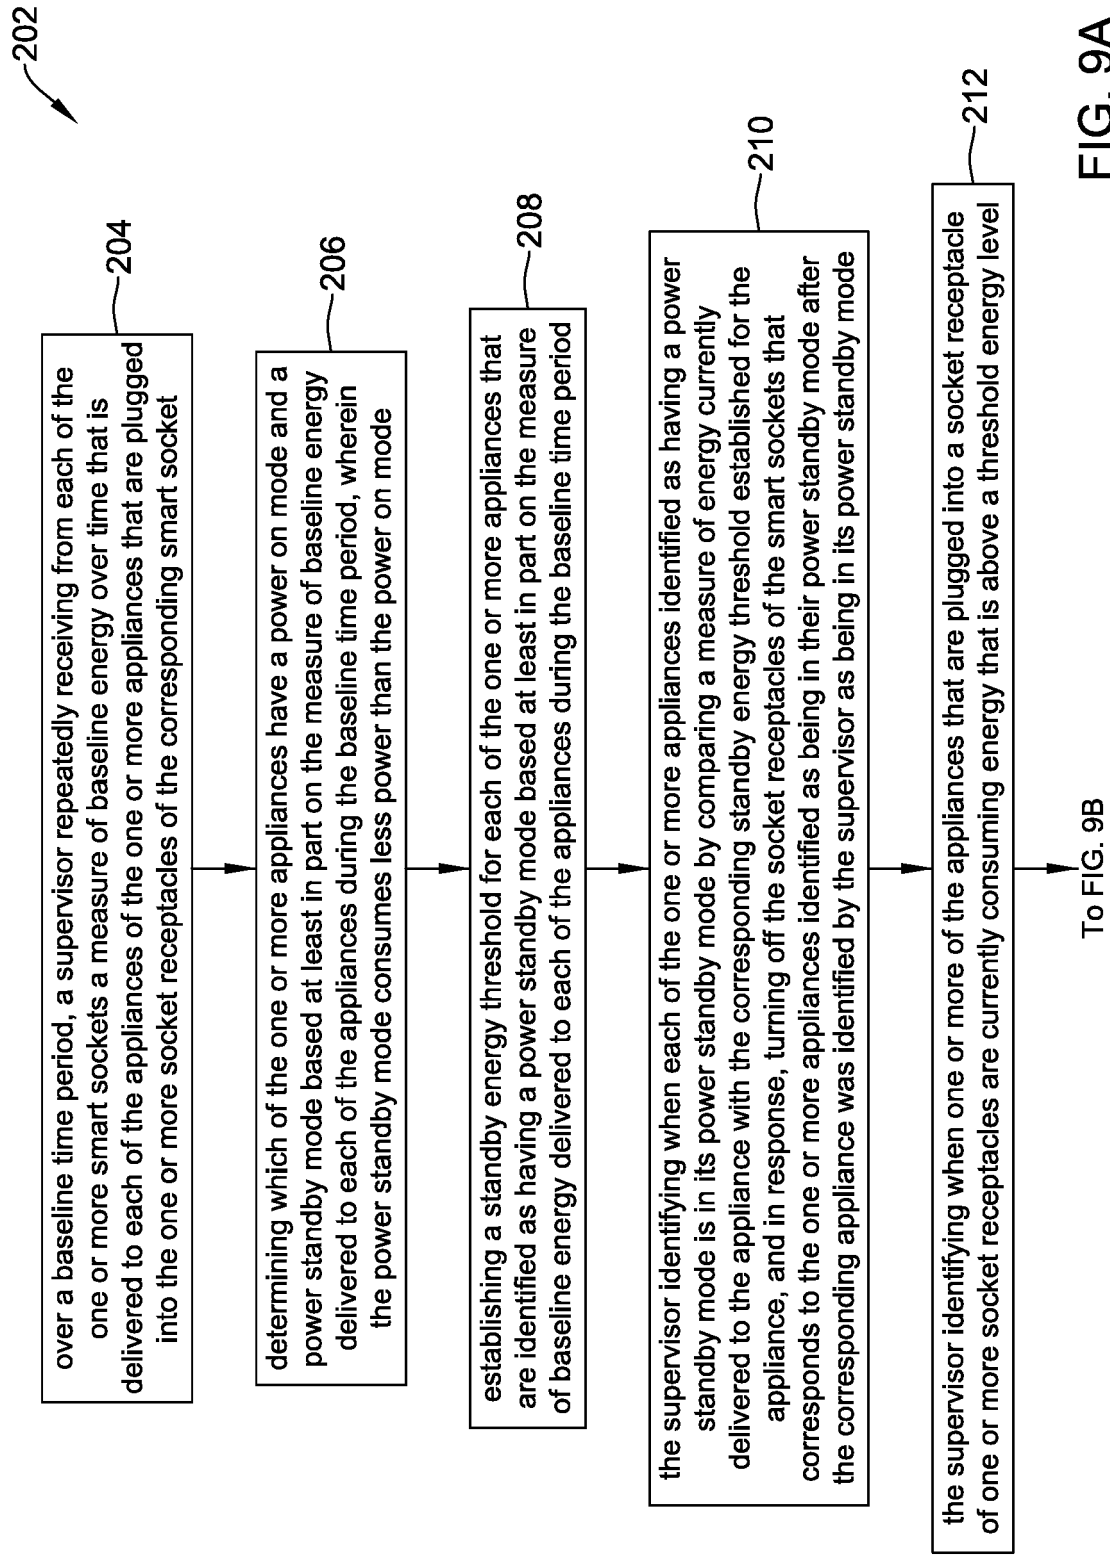 202
over a baseline time period, a supervisor repeatedly receiving from each of the
one or more smart sockets a measure of baseline energy over time that is
delivered to each of the appliances of the one or more appliances that are plugged
into the one or more socket receptacles of the corresponding smart socket
204
determining which of the one or more appliances have a power on mode and a
power standby mode based at least in part on the measure of baseline energy
delivered to each of the appliances during the baseline time period, wherein
the power standby mode consumes less power than the power on mode
206
establishing a standby energy threshold for each of the one or more appliances that
are identified as having a power standby mode based at least in part on the measure
of baseline energy delivered to each of the appliances during the baseline time period
208
the supervisor identifying when each of the one or more appliances identified as having a power
standby mode is in its power standby mode by comparing a measure of energy currently
delivered to the appliance with the corresponding standby energy threshold established for the
appliance, and in response, turning off the socket receptacles of the smart sockets that
corresponds to the one or more appliances identified as being in their power standby mode after
the corresponding appliance was identified by the supervisor as being in its power standby mode
210
the supervisor identifying when one or more of the appliances that are plugged into a socket receptacle
of one or more socket receptacles are currently consuming energy that is above a threshold energy level
212
To FIG. 9B
FIG. 9A